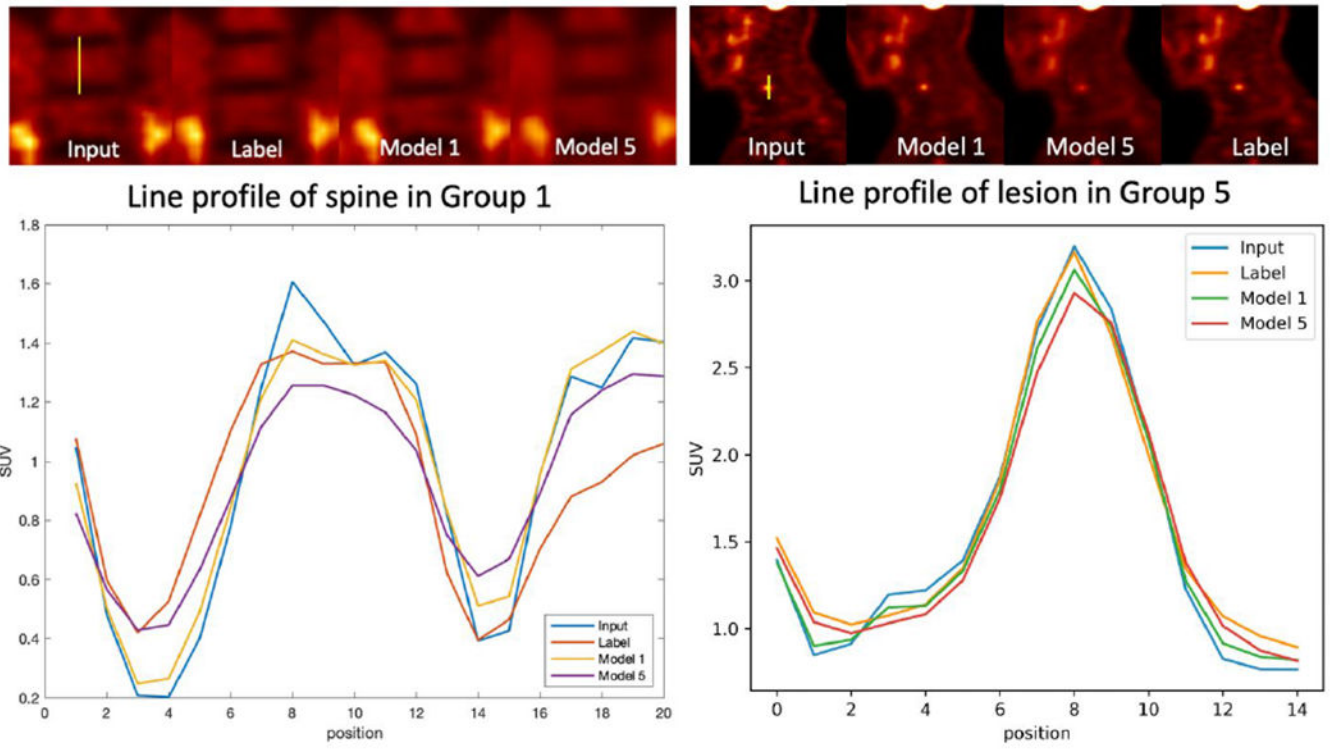 Input Label Model 1 Model 5
Line profile of spine in Group 1
1.8
1.6
1.4
1.2
1
0.8
0.6
0.4
0.2
SUV
0 2 4 6 8 10 12 14 16 18 20
position
Input
Label
Model 1
Model 5
Input Model 1 Model 5 Label
Line profile of lesion in Group 5
3.0
2.5
2.0
1.5
1.0
SUV
0 2 4 6 8 10 12 14
position
Input
Label
Model 1
Model 5